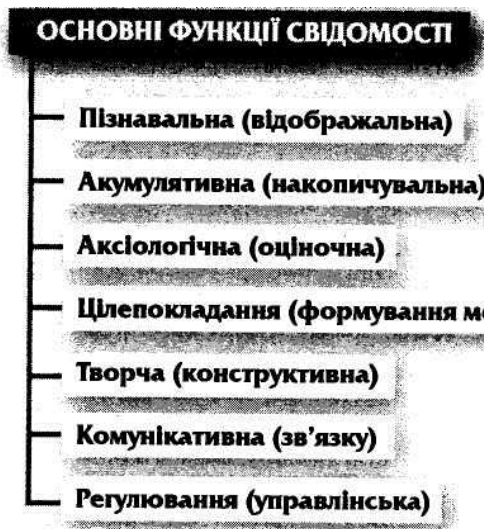 ОСНОВНІ ФУНКЦІЇ СВІДОМОСТІ
Пізнавальна (відображальна)
Акумулятивна (накопичувальна)
Аксіологічна (оціночна)
Цілепокладання (формування
Творча (конструктивна)
Комунікативна (зв’язку)
Регулювання (управлінська)